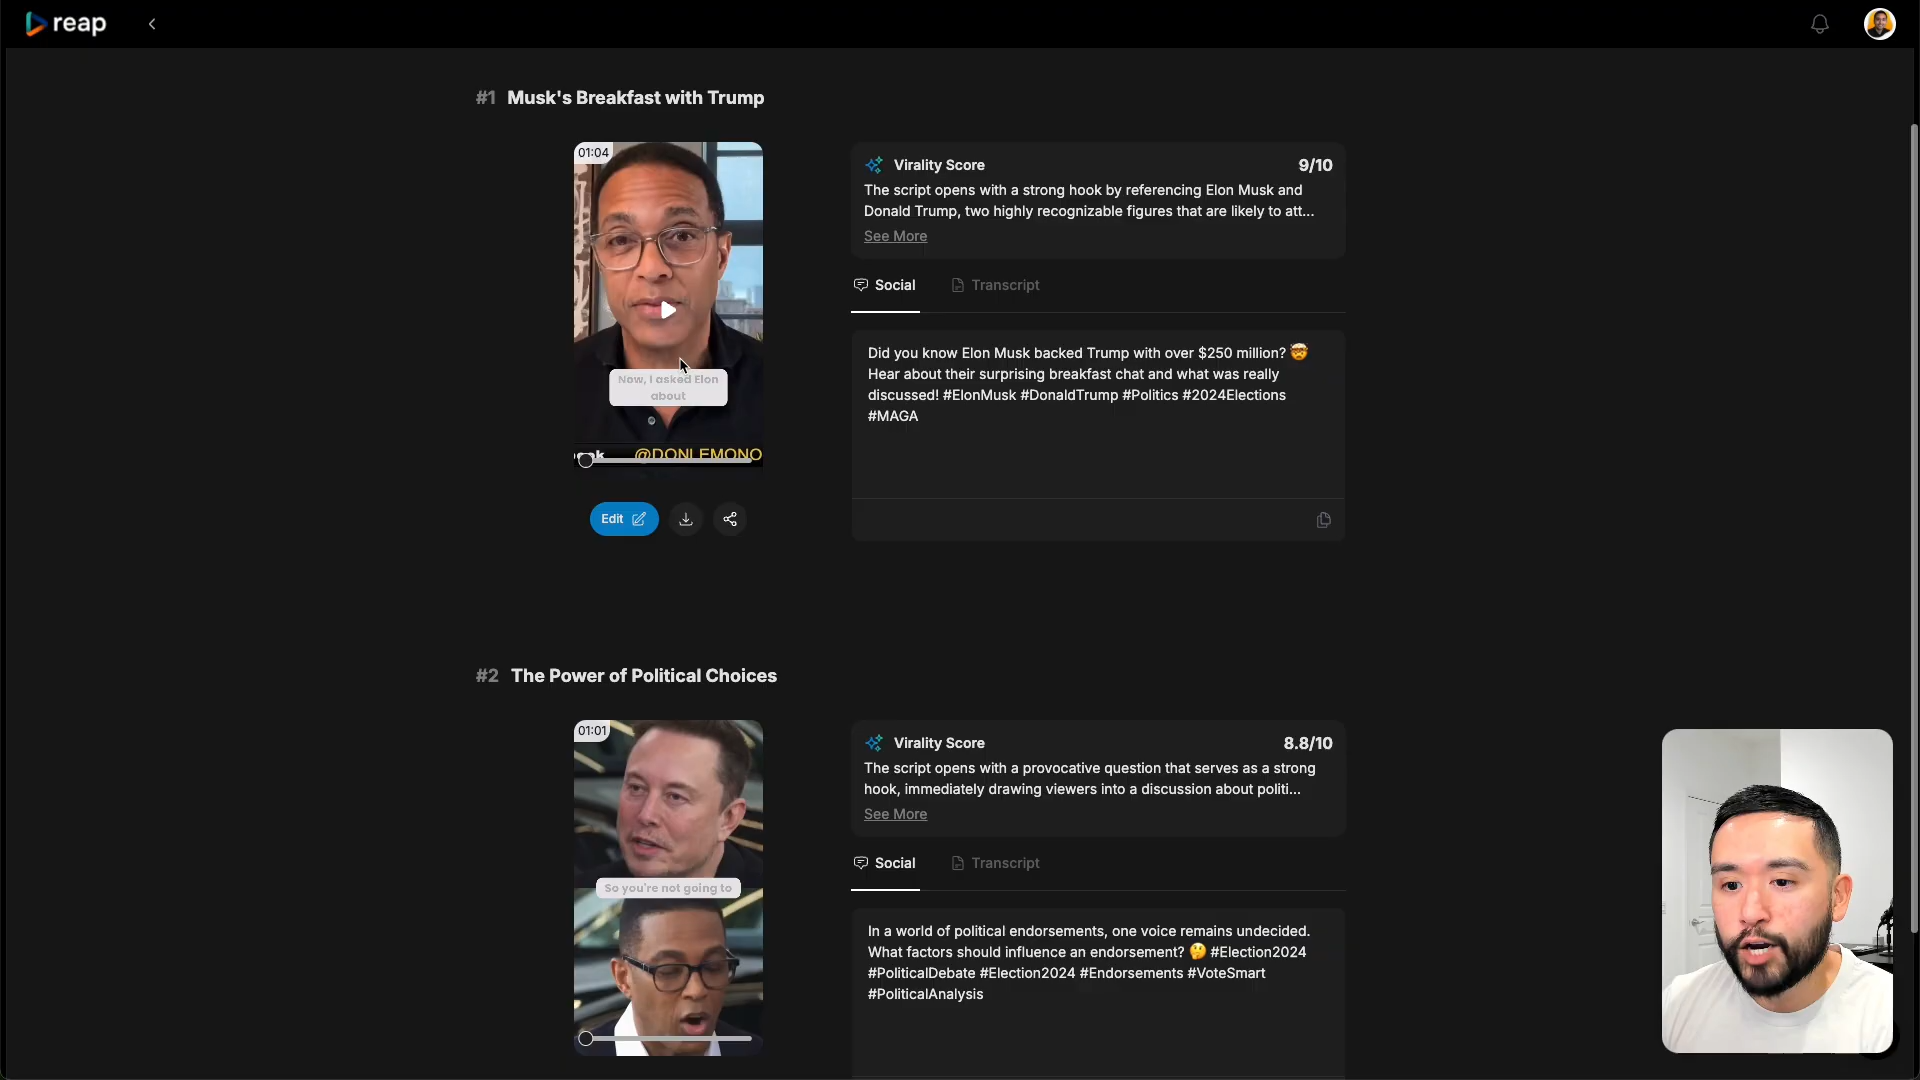 reap
#1 Musk's Breakfast with Trump
01:04
Now, I asked Elon
about
@DONLEMONO
Edit
Virality Score 9/10
The script opens with a strong hook by referencing Elon Musk and
Donald Trump, two highly recognizable figures that are likely to att...
See More
Social Transcript
Did you know Elon Musk backed Trump with over $250 million? 🤯
Hear about their surprising breakfast chat and what was really
discussed! #ElonMusk #DonaldTrump #Politics #2024Elections
#MAGA
#2 The Power of Political Choices
01:01
So you're not going to
Virality Score 8.8/10
The script opens with a provocative question that serves as a strong
hook, immediately drawing viewers into a discussion about politi...
See More
Social Transcript
In a world of political endorsements, one voice remains undecided.
What factors should influence an endorsement? 🤔 #Election2024
#PoliticalDebate #Election2024 #Endorsements #VoteSmart
#PoliticalAnalysis